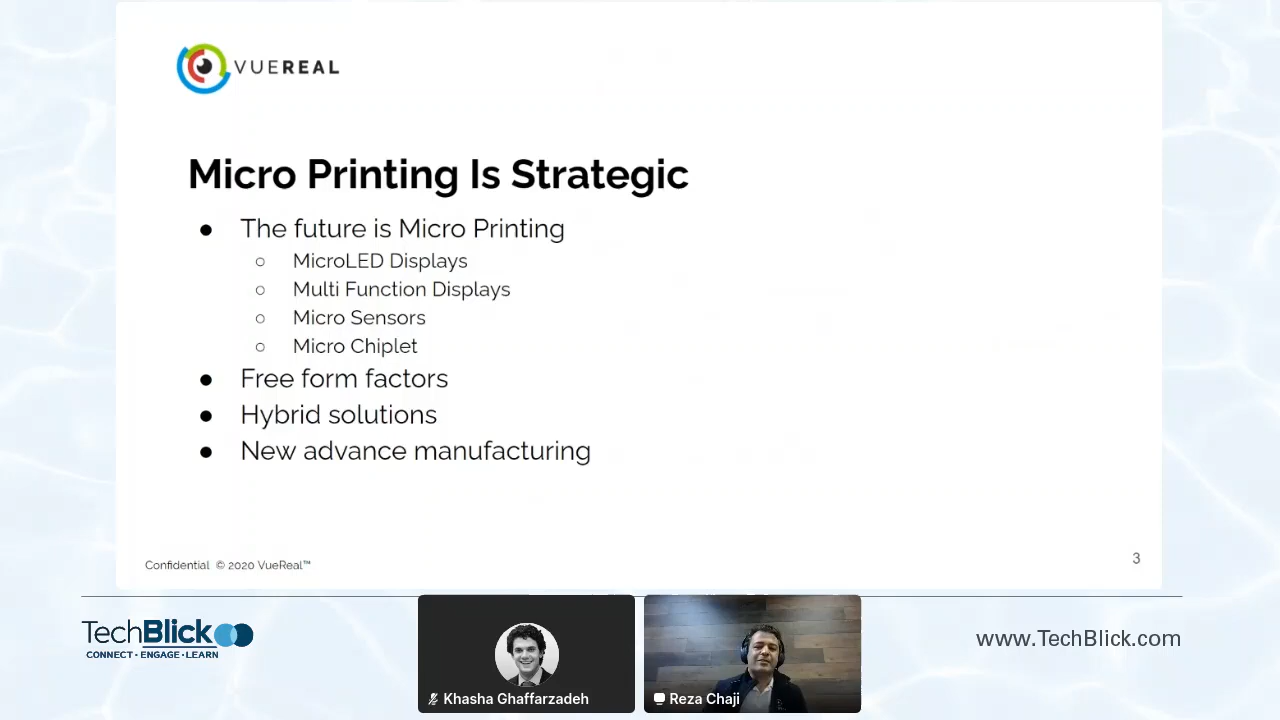 VUEREAL
Micro Printing Is Strategic
● The future is Micro Printing
○ MicroLED Displays
○ Multi Function Displays
○ Micro Sensors
○ Micro Chiplet
● Free form factors
● Hybrid solutions
● New advance manufacturing
Confidential © 2020 VueReal™
3
TechBlick
CONNECT • ENGAGE • LEARN
Khasha Ghaffarzadeh
Reza Chaji
www.TechBlick.com